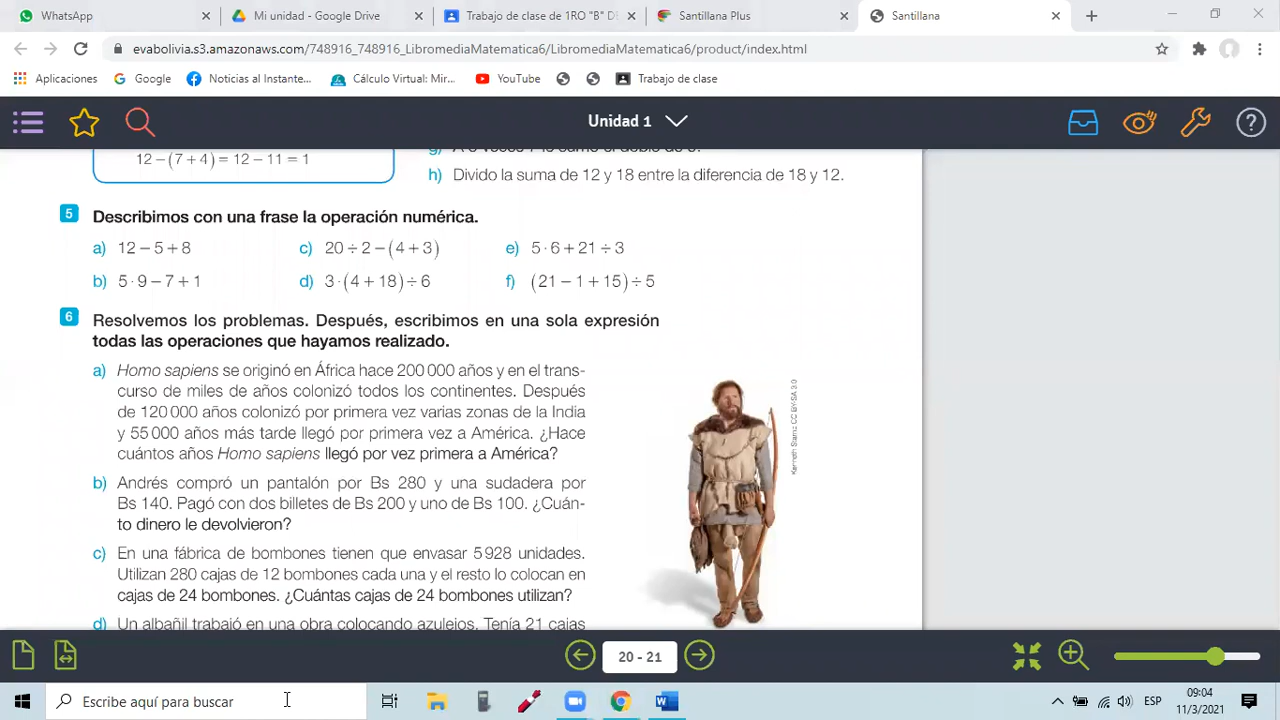 WhatsApp
Mi unidad - Google Drive
Trabajo de clase de 1RO "B" DE
Santillana Plus
Santillana
evabolivia.s3.amazonaws.com/748916_748916_LibromediaMatematica6/LibromediaMatematica6/product/index.html
Aplicaciones
Google
Noticias al Instante...
Cálculo Virtual: Mir...
YouTube
Trabajo de clase
Unidad 1
12 − (7 + 4) = 12 − 11 = 1
h) Divido la suma de 12 y 18 entre la diferencia de 18 y 12.
5 Describimos con una frase la operación numérica.
a) 12 − 5 + 8 c) 20 ÷ 2 − (4 + 3) e) 5 · 6 + 21 ÷ 3
b) 5 · 9 − 7 + 1 d) 3 · (4 + 18) ÷ 6 f) (21 − 1 + 15) ÷ 5
6 Resolvemos los problemas. Después, escribimos en una sola expresión
todas las operaciones que hayamos realizado.
a) Homo sapiens se originó en África hace 200 000 años y en el trans-
curso de miles de años colonizó todos los continentes. Después
de 120 000 años colonizó por primera vez varias zonas de la India
y 55 000 años más tarde llegó por primera vez a América. ¿Hace
cuántos años Homo sapiens llegó por vez primera a América?
b) Andrés compró un pantalón por Bs 280 y una sudadera por
Bs 140. Pagó con dos billetes de Bs 200 y uno de Bs 100. ¿Cuán-
to dinero le devolvieron?
c) En una fábrica de bombones tienen que envasar 5 928 unidades.
Utilizan 280 cajas de 12 bombones cada una y el resto lo colocan en
cajas de 24 bombones. ¿Cuántas cajas de 24 bombones utilizan?
d) Un albañil trabajó en una obra colocando azulejos. Tenía 21 cajas
CC BY-SA 3.0
20 - 21
Escribe aquí para buscar
ESP
09:04
11/3/2021